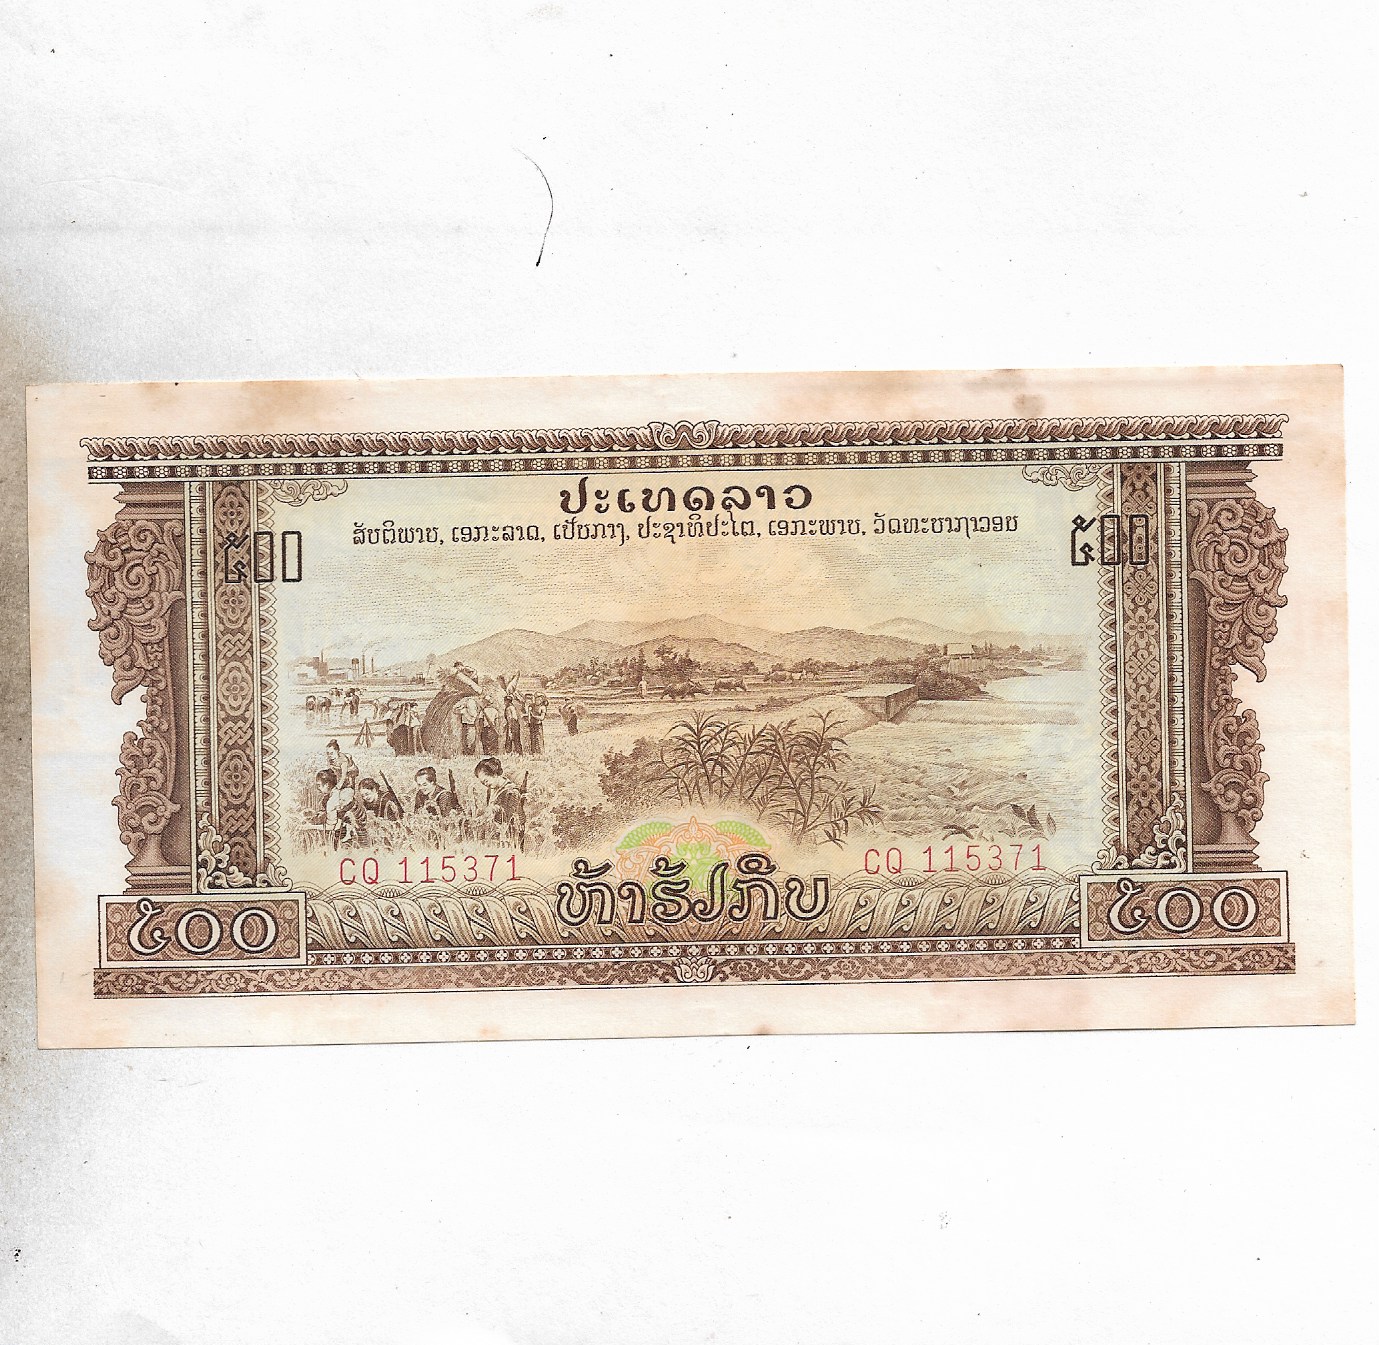 ປະເທດລາວ
ສັນຕິພາບ, ເອກະລາດ, ເປັນກາງ, ປະຊາທິປະໄຕ, ເອກະພາບ, ວັດທະນາຖາວອນ
໕໐໐ ໕໐໐
CQ 115371 CQ 115371
ຫ້າຮ້ຽກີບ
໕໐໐ ໕໐໐